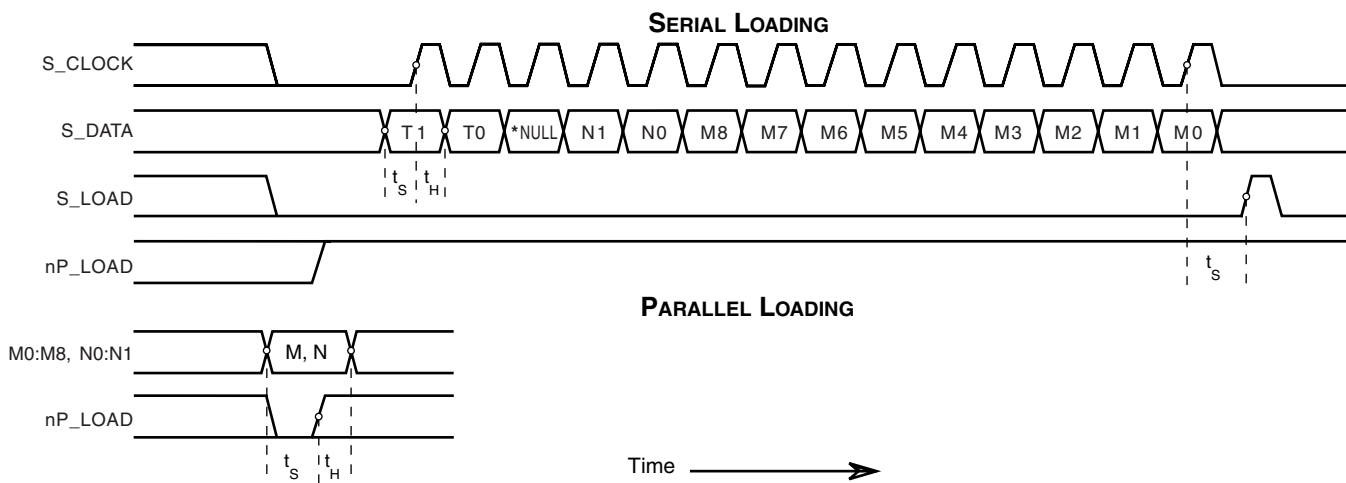 SERIAL LOADING
S_CLOCK
S_DATA T1 T0 *NULL N1 N0 M8 M7 M6 M5 M4 M3 M2 M1 M0
tS tH
S_LOAD
nP_LOAD
tS
PARALLEL LOADING
M0:M8, N0:N1 M, N
nP_LOAD
tS tH
Time